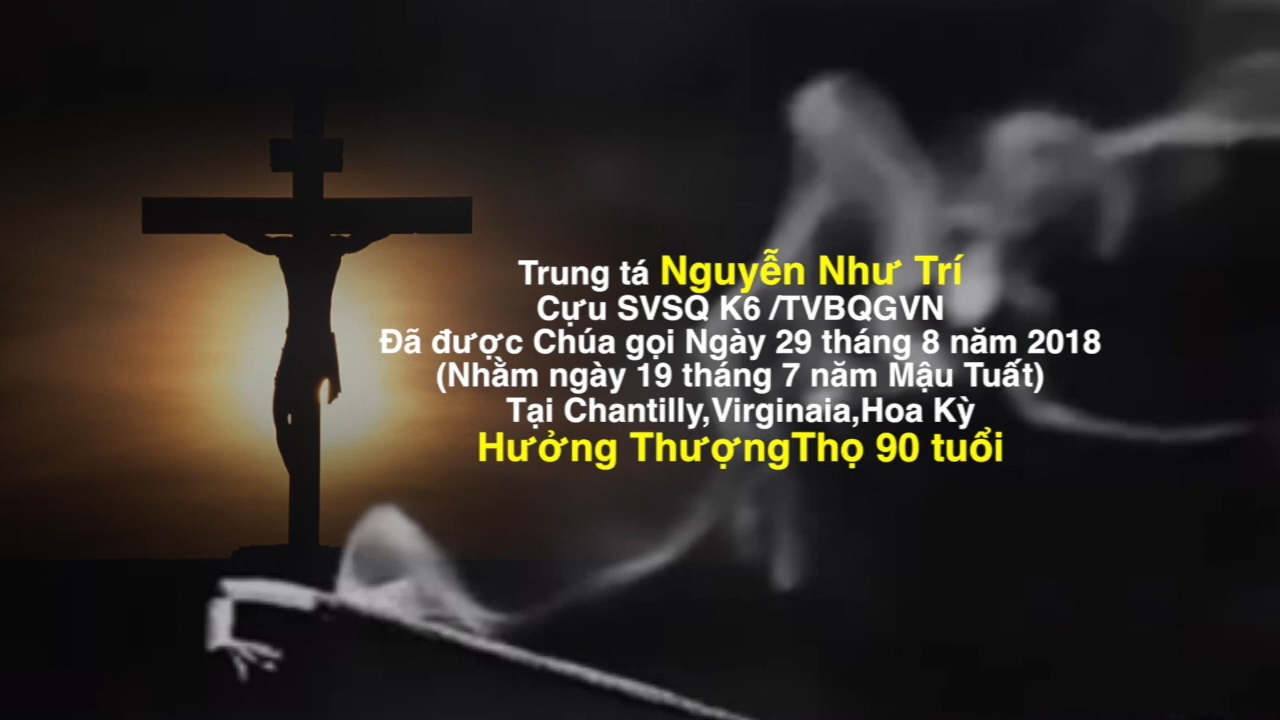 Trung tá Nguyễn Như Trí
Cựu SVSQ K6 /TVBQGVN
Đã được Chúa gọi Ngày 29 tháng 8 năm 2018
(Nhằm ngày 19 tháng 7 năm Mậu Tuất)
Tại Chantilly,Virginaia,Hoa Kỳ
Hưởng ThượngThọ 90 tuổi